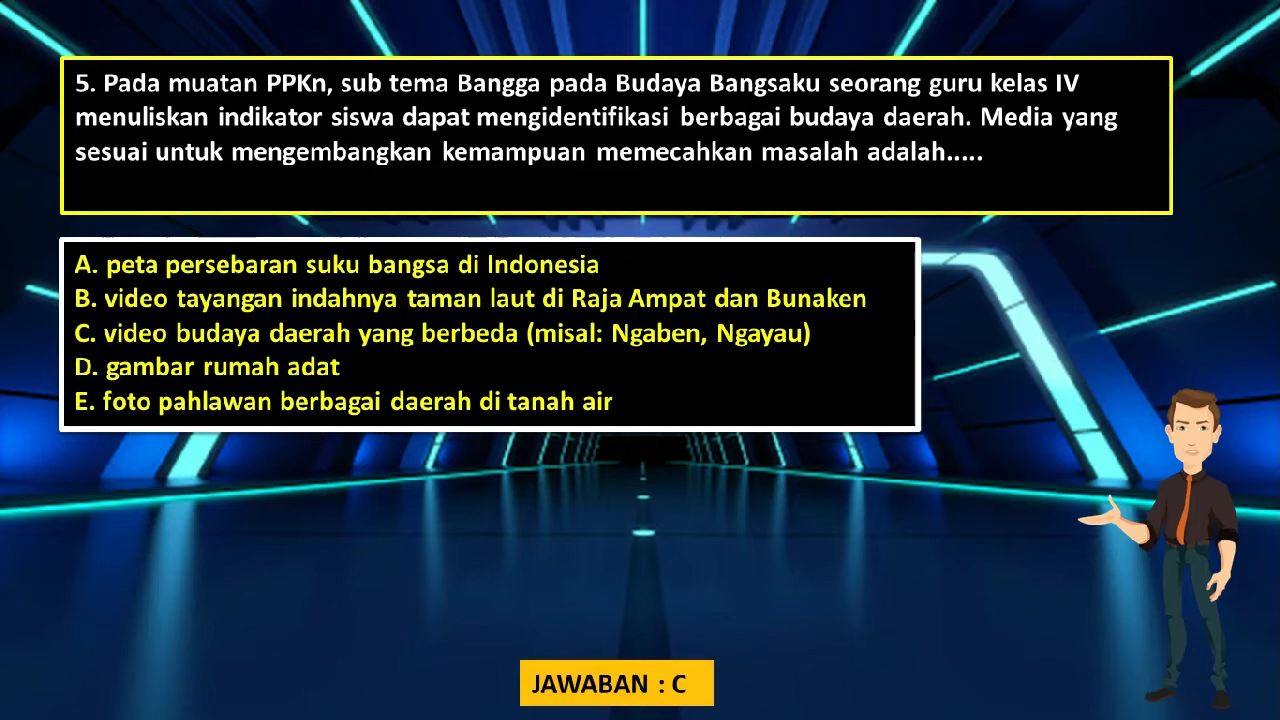 5. Pada muatan PPKn, sub tema Bangga pada Budaya Bangsaku seorang guru kelas IV
menuliskan indikator siswa dapat mengidentifikasi berbagai budaya daerah. Media yang
sesuai untuk mengembangkan kemampuan memecahkan masalah adalah.....
A. peta persebaran suku bangsa di Indonesia
B. video tayangan indahnya taman laut di Raja Ampat dan Bunaken
C. video budaya daerah yang berbeda (misal: Ngaben, Ngayau)
D. gambar rumah adat
E. foto pahlawan berbagai daerah di tanah air
JAWABAN : C